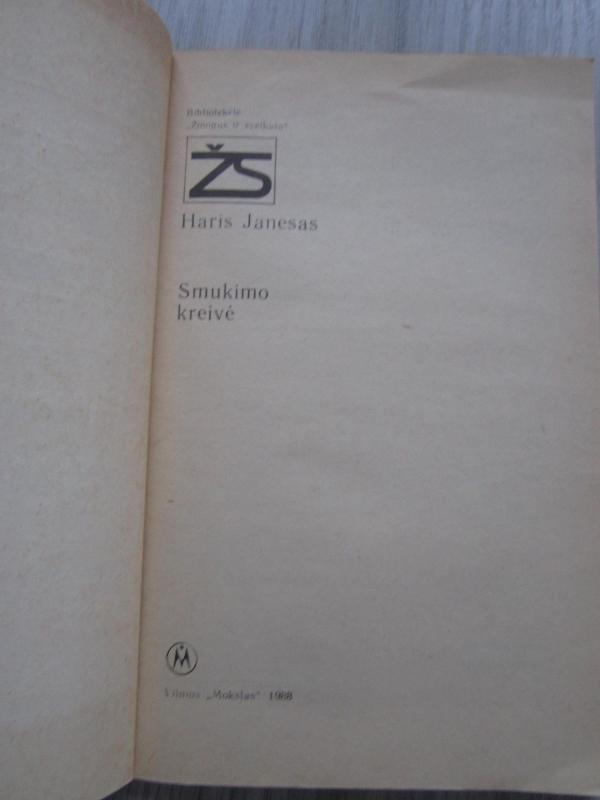 Bibliotekėlė
„Žmogus ir sveikata“
ŽS
Haris Janesas
Smukimo
kreivė
M
Vilnius „Mokslas“ 1988